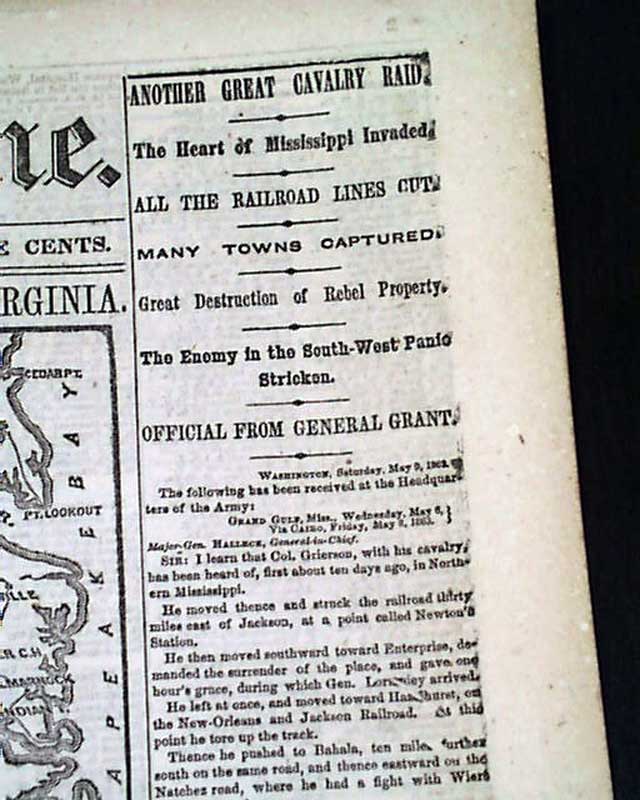 ne.
E CENTS.
RGINIA.
CEDAR PT.
BAY
PT. LOOKOUT
VILLE
ER C.H
INDIAN
APEAKE
ANOTHER GREAT CAVALRY RAID.
The Heart of Mississippi Invaded.
ALL THE RAILROAD LINES CUT.
MANY TOWNS CAPTURED.
Great Destruction of Rebel Property.
The Enemy in the South-West Panic
Stricken.
OFFICIAL FROM GENERAL GRANT.
WASHINGTON, Saturday, May 9, 1863.
The following has been received at the Headquar-
ters of the Army:
GRAND GULF, Miss., Wednesday, May 6, }
VIA CAIRO, Friday, May 8, 1863. }
Major-Gen. HALLECK, General-in-Chief.
SIR: I learn that Col. Grierson, with his cavalry,
has been heard of, first about ten days ago, in North-
ern Mississippi.
He moved thence and struck the railroad thirty
miles east of Jackson, at a point called Newton's
Station.
He then moved southward toward Enterprise, de-
manded the surrender of the place, and gave one
hour's grace, during which Gen. arrived.
He left at once, and moved toward Hazlehurst, on
the New-Orleans and Jackson Railroad. At this
point he tore up the track.
Thence he pushed to Bahala, ten miles further
south on the same road, and thence eastward on the
Natchez road, where he had a fight with Wirt